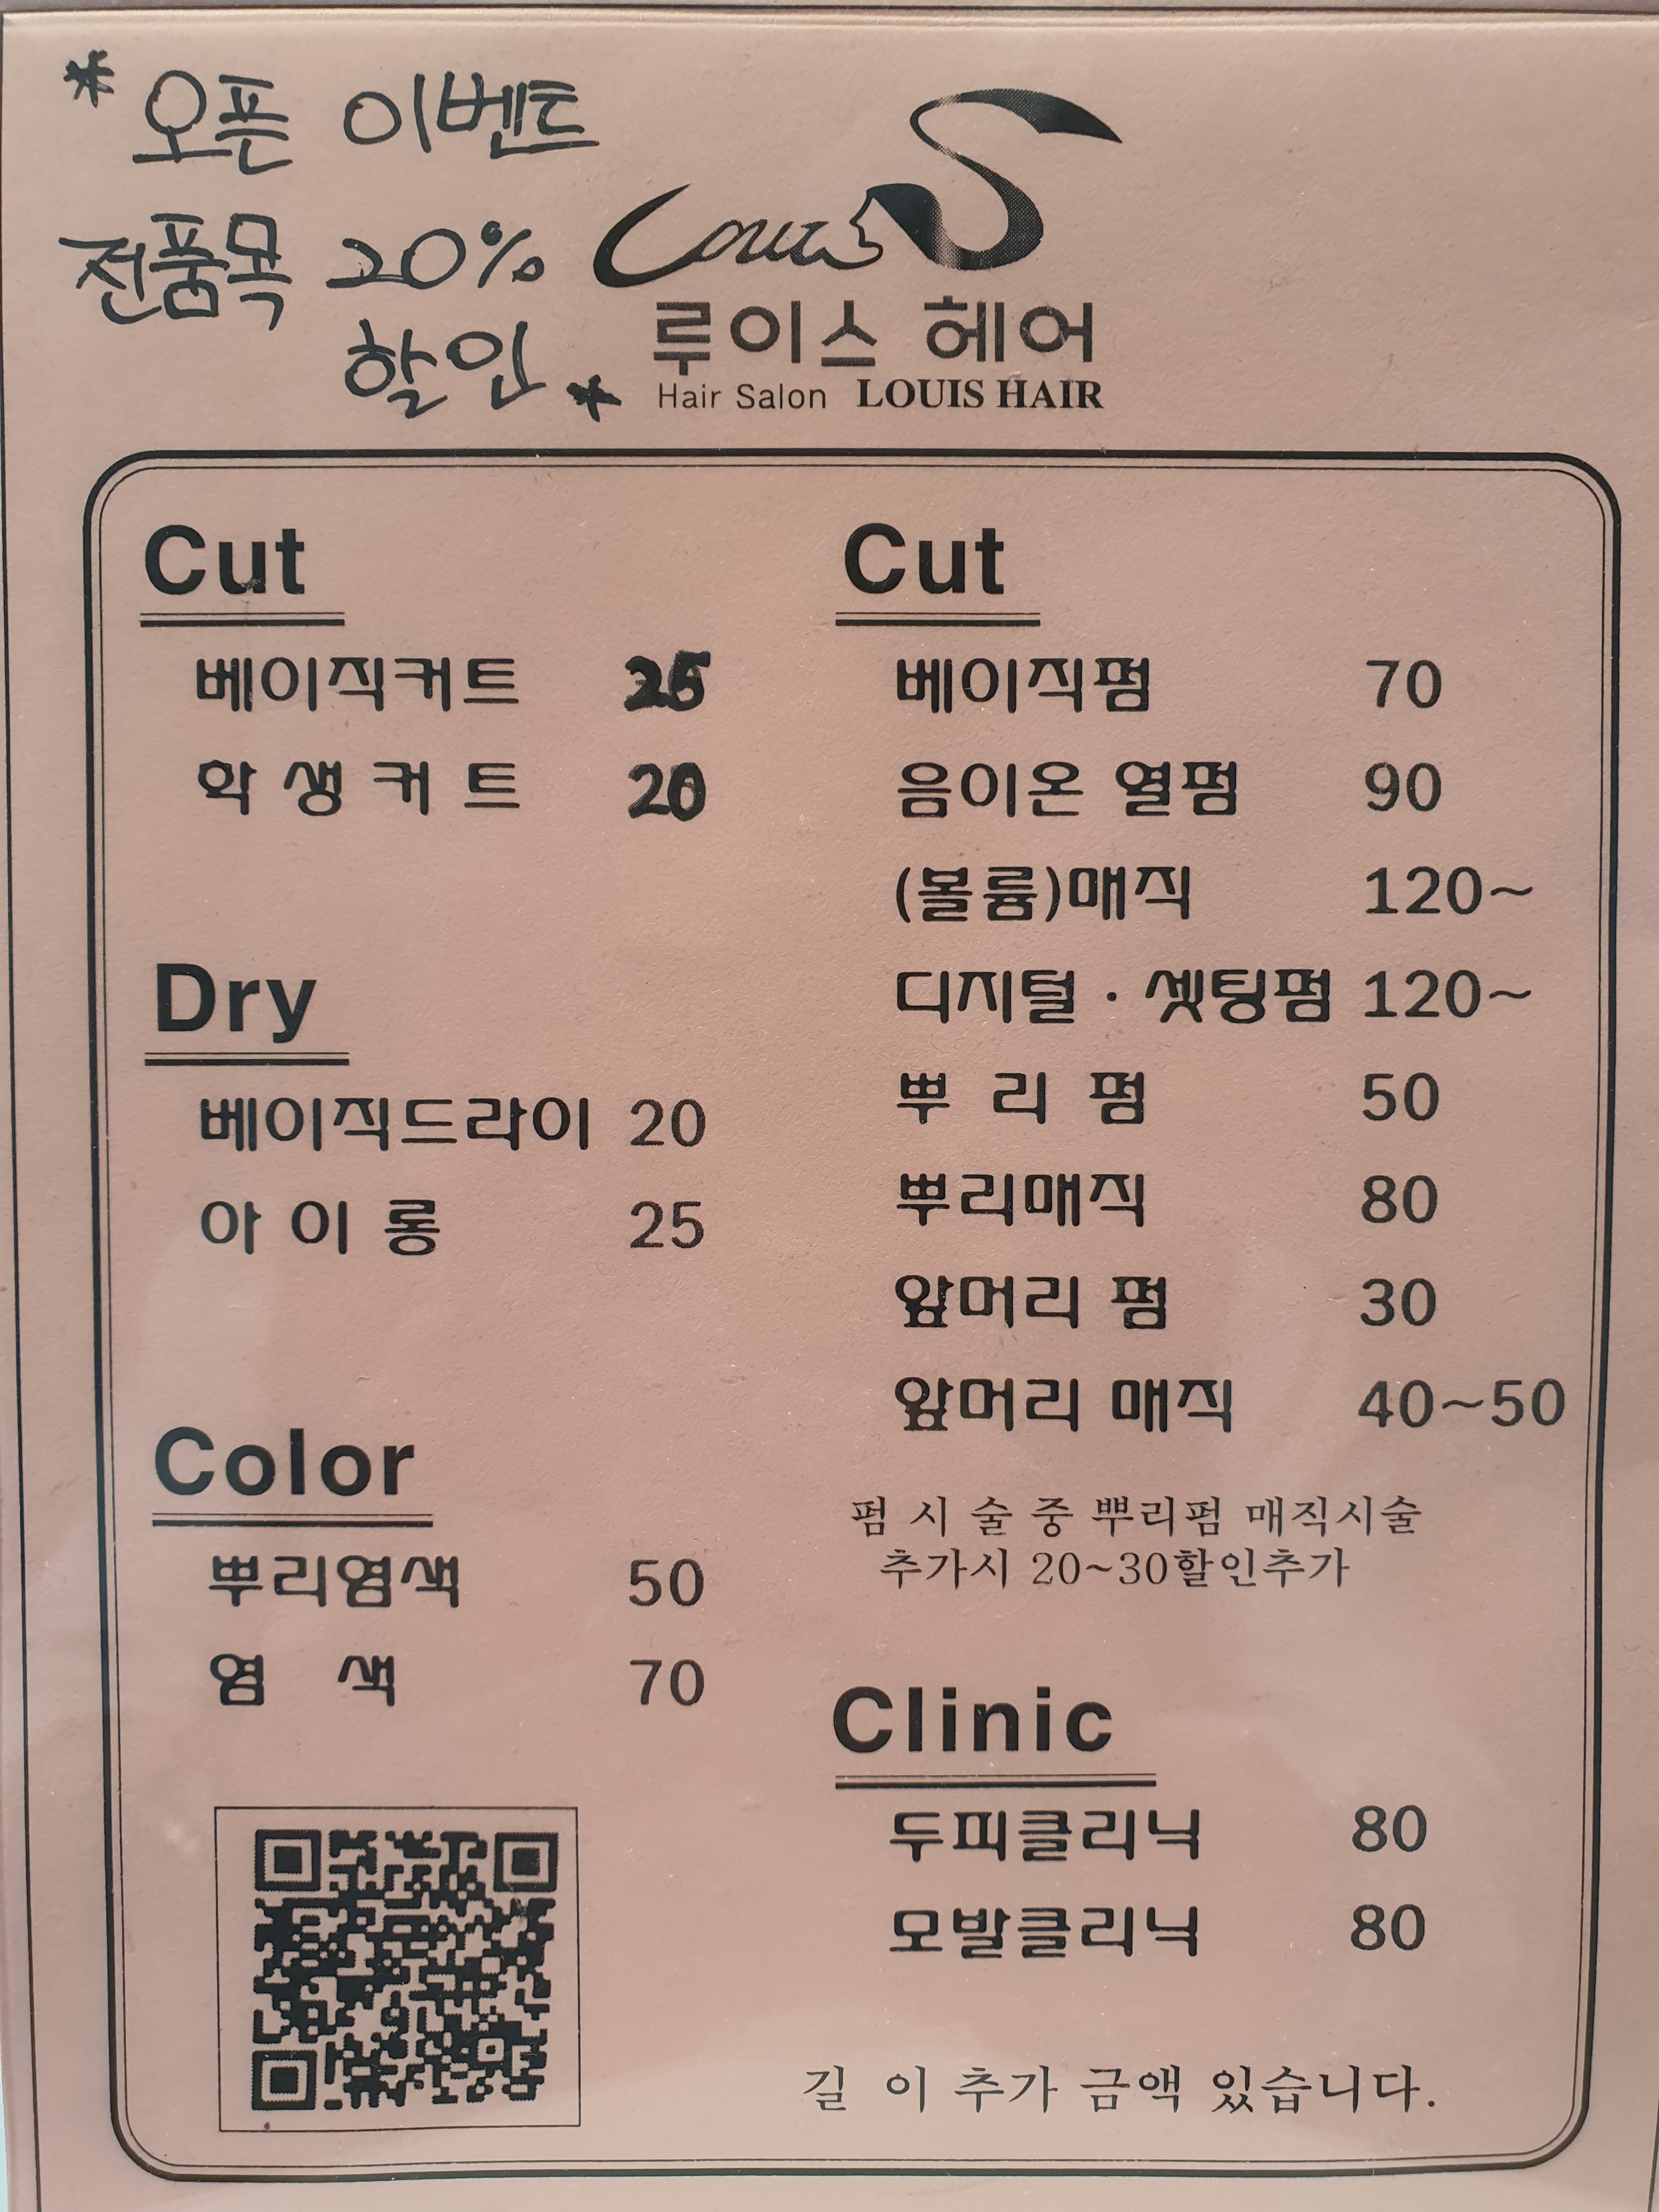 * 오픈 이벤트
전품목 20%
할인 *
LouiS
루이스 헤어
Hair Salon LOUIS HAIR
Cut
베이직커트 25
학생커트 20
Dry
베이직드라이 20
아이롱 25
Color
뿌리염색 50
염색 70
Cut
베이직펌 70
음이온 열펌 90
(볼륨)매직 120~
디지털 · 셋팅펌 120~
뿌리펌 50
뿌리매직 80
앞머리 펌 30
앞머리 매직 40~50
펌 시 술 중 뿌리펌 매직시술
추가시 20~30할인추가
Clinic
두피클리닉 80
모발클리닉 80
길 이 추가 금액 있습니다.